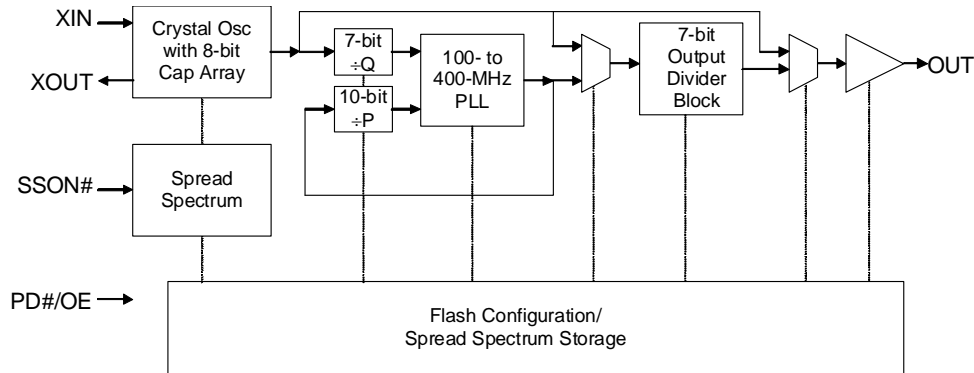 XIN
XOUT
Crystal Osc
with 8-bit
Cap Array
7-bit
÷Q
10-bit
÷P
100- to
400-MHz
PLL
7-bit
Output
Divider
Block
OUT
SSON#
Spread
Spectrum
PD#/OE
Flash Configuration/
Spread Spectrum Storage